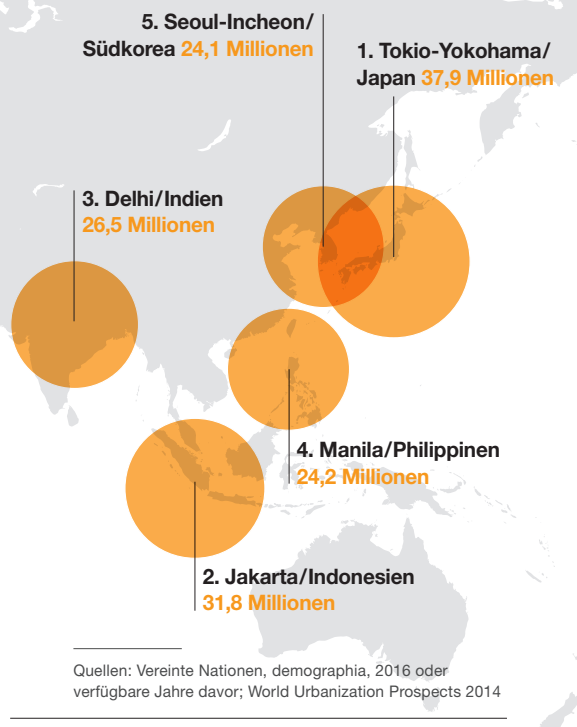 5. Seoul-Incheon/
Südkorea 24,1 Millionen
1. Tokio-Yokohama/
Japan 37,9 Millionen
3. Delhi/Indien
26,5 Millionen
4. Manila/Philippinen
24,2 Millionen
2. Jakarta/Indonesien
31,8 Millionen
Quellen: Vereinte Nationen, demographia, 2016 oder
verfügbare Jahre davor; World Urbanization Prospects 2014